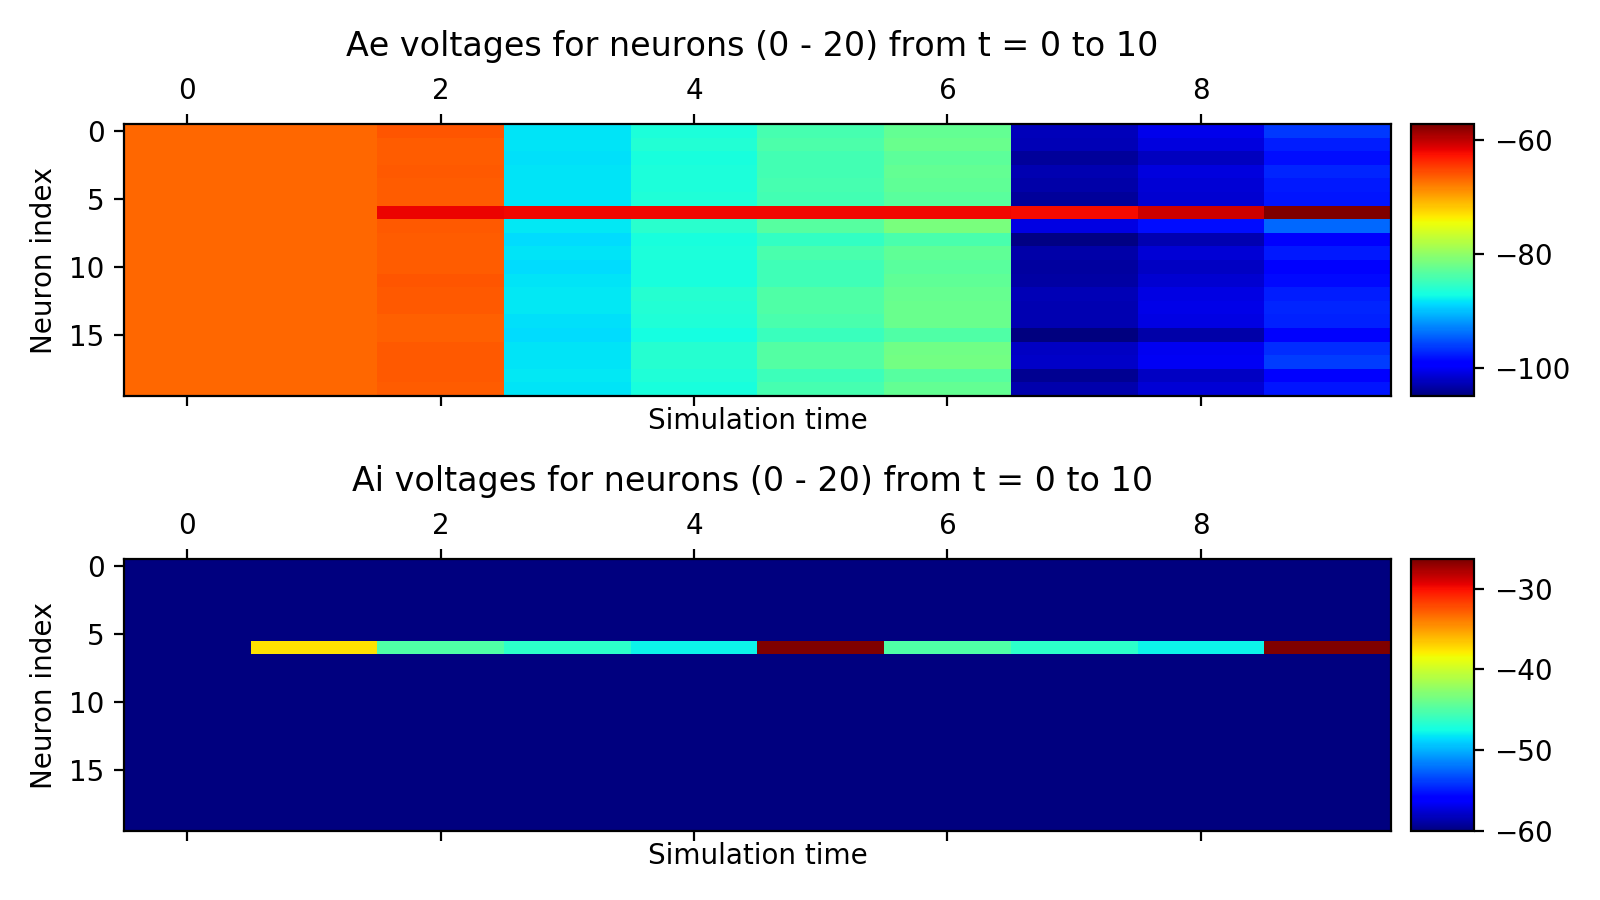 Ae voltages for neurons (0 - 20) from t = 0 to 10
0 2 4 6 8
Neuron index
0
5
10
15
−60
−80
−100
Simulation time
Ai voltages for neurons (0 - 20) from t = 0 to 10
0 2 4 6 8
Neuron index
0
5
10
15
−30
−40
−50
−60
Simulation time